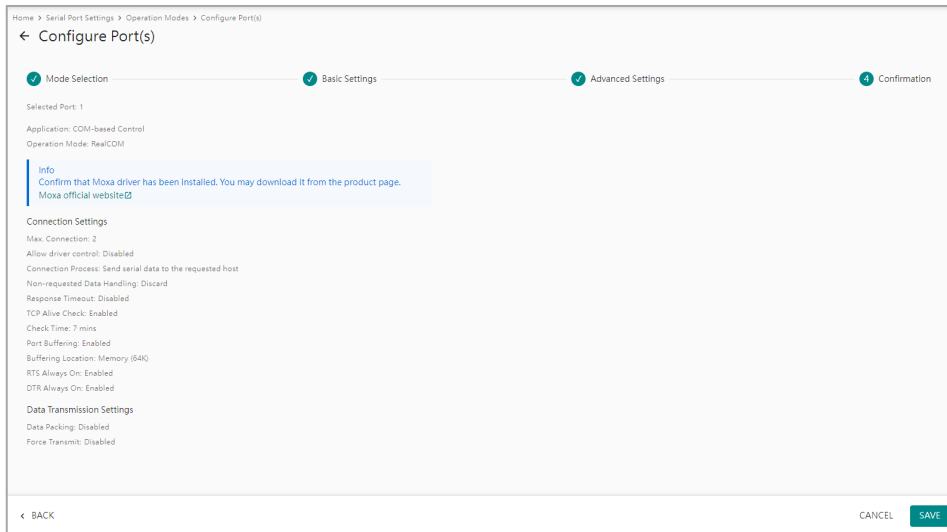 Home > Serial Port Settings > Operation Modes > Configure Port(s)
← Configure Port(s)
Mode Selection
Basic Settings
Advanced Settings
4 Confirmation
Selected Port: 1
Application: COM-based Control
Operation Mode: RealCOM
Info
Confirm that Moxa driver has been installed. You may download it from the product page.
Moxa official website
Connection Settings
Max. Connection: 2
Allow driver control: Disabled
Connection Process: Send serial data to the requested host
Non-requested Data Handling: Discard
Response Timeout: Disabled
TCP Alive Check: Enabled
Check Time: 7 mins
Port Buffering: Enabled
Buffering Location: Memory (64K)
RTS Always On: Enabled
DTR Always On: Enabled
Data Transmission Settings
Data Packing: Disabled
Force Transmit: Disabled
< BACK
CANCEL
SAVE